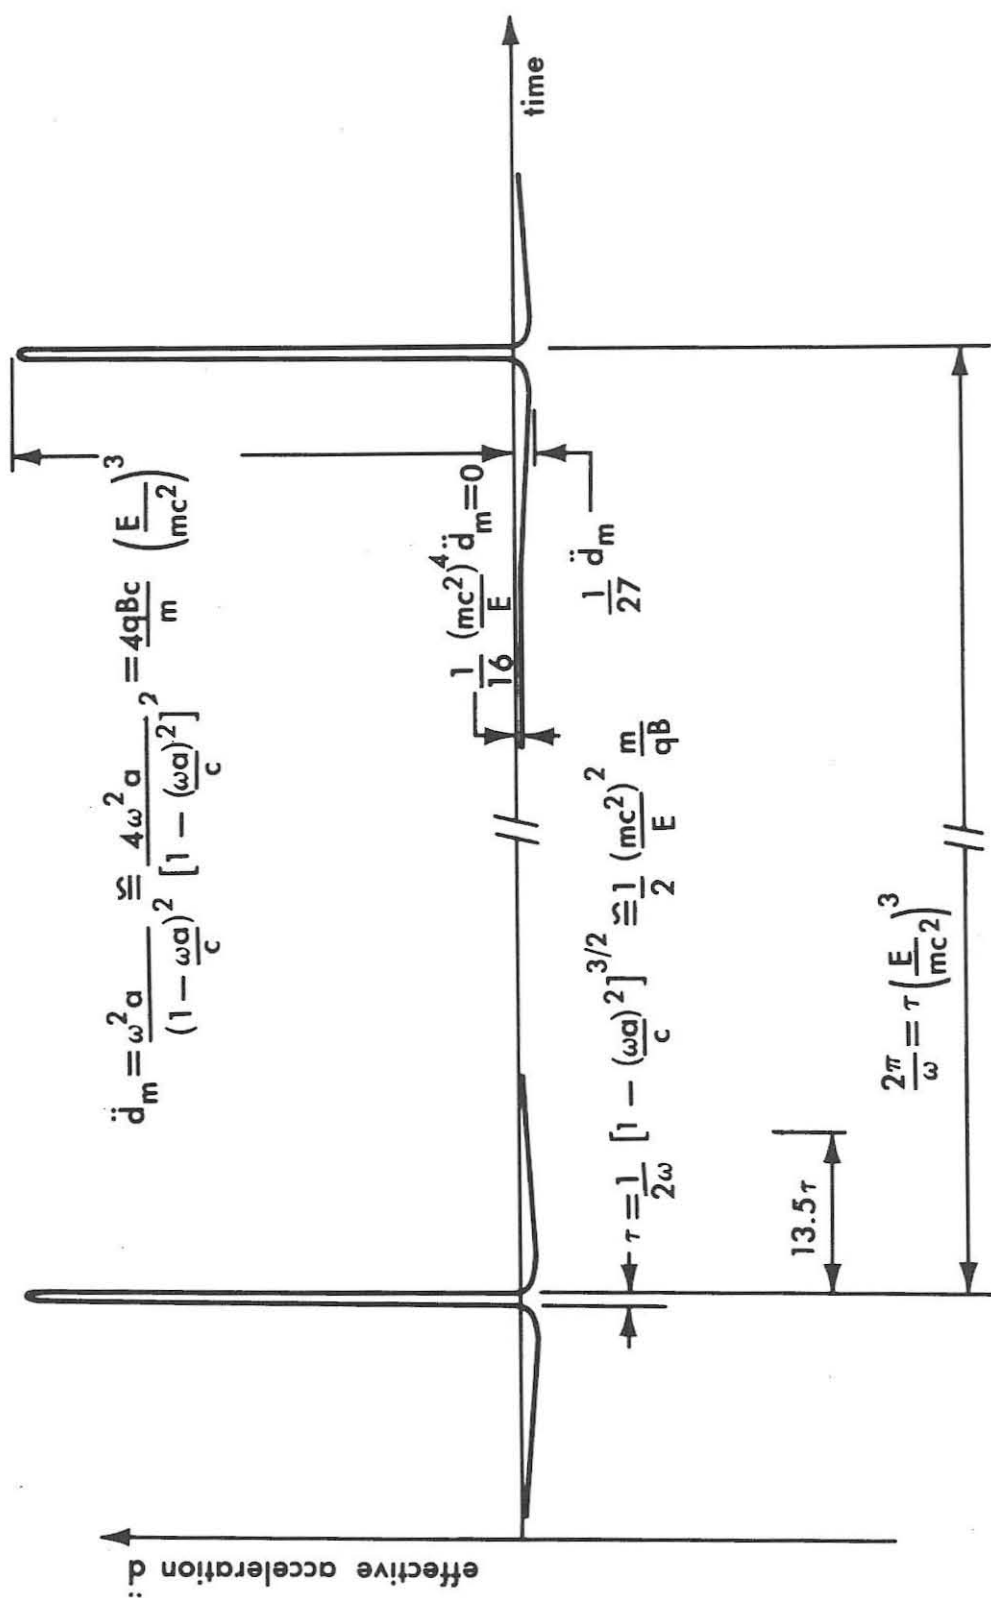 effective acceleration d̈
d̈ₘ = ω²a / (1 − ωa/c)² ≅ 4ω²a / [1 − (ωa/c)²]² = 4qBc/m (E/mc²)³
1/16 (mc²/E)⁴ d̈ₘ = 0
1/27 d̈ₘ
time
τ = 1/2ω [1 − (ωa/c)²]^3/2 ≅ 1/2 (mc²/E)² m/qB
13.5τ
2π/ω = τ (E/mc²)³